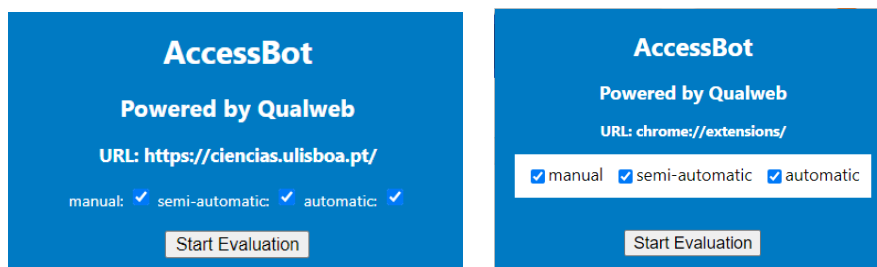 AccessBot
Powered by Qualweb
URL: https://ciencias.ulisboa.pt/
manual: semi-automatic: automatic:
Start Evaluation
AccessBot
Powered by Qualweb
URL: chrome://extensions/
manual semi-automatic automatic
Start Evaluation